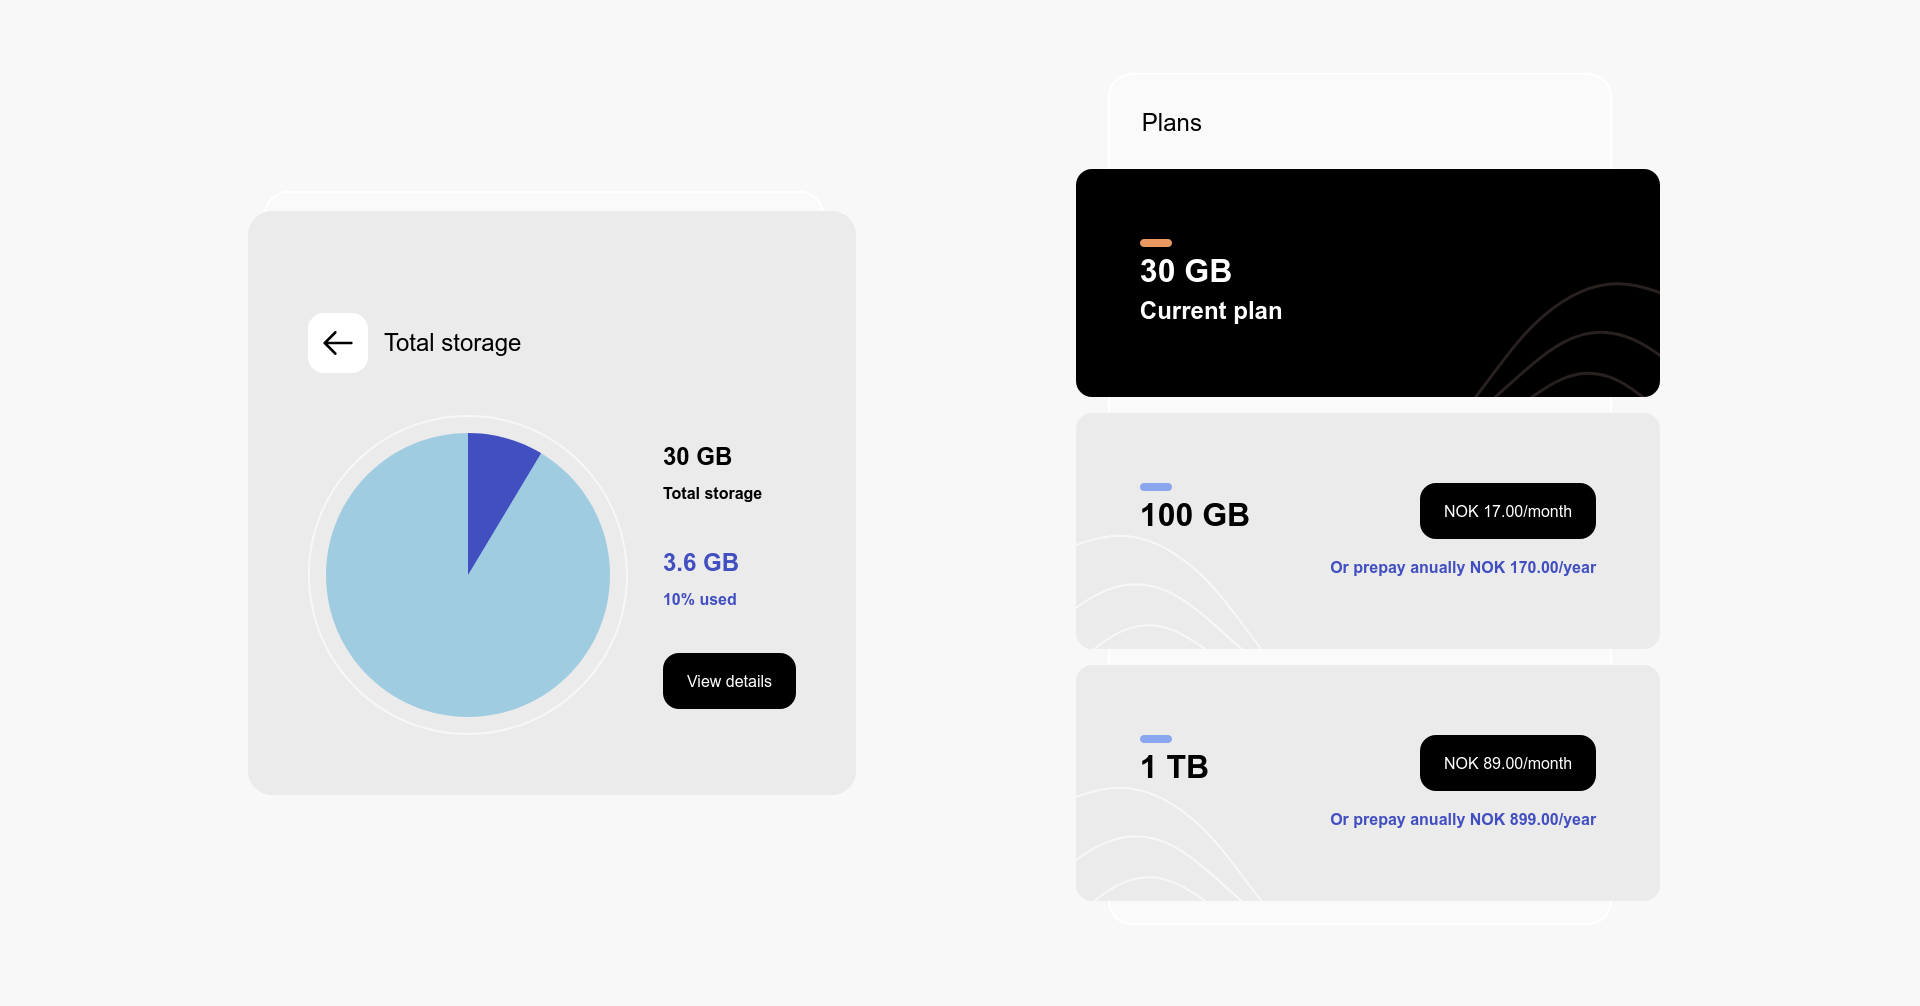 Total storage
30 GB
Total storage
3.6 GB
10% used
View details
Plans
30 GB
Current plan
100 GB
NOK 17.00/month
Or prepay anually NOK 170.00/year
1 TB
NOK 89.00/month
Or prepay anually NOK 899.00/year